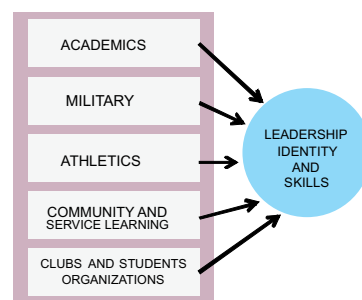 ACADEMICS
MILITARY
ATHLETICS
COMMUNITY AND
SERVICE LEARNING
CLUBS AND STUDENTS
ORGANIZATIONS
LEADERSHIP
IDENTITY
AND
SKILLS